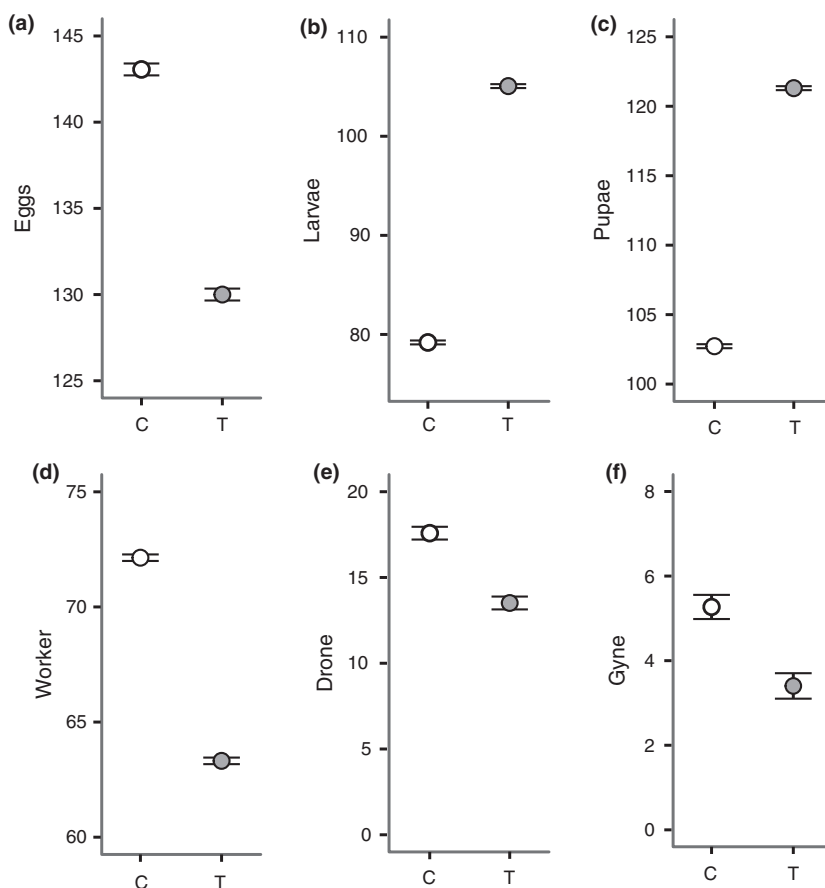 (a)
145
142
135
130
125
Eggs
C T
(b)
110
100
90
80
Larvae
C T
(c)
125
120
115
110
105
100
Pupae
C T
(d)
75
70
65
60
Worker
C T
(e)
20
15
10
5
0
Drone
C T
(f)
8
6
4
2
0
Gyne
C T